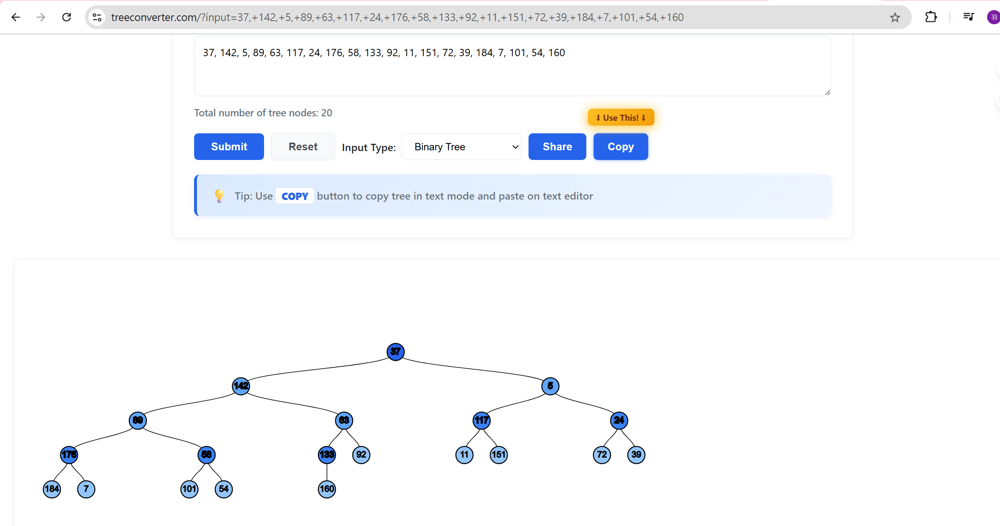 treeconverter.com/?input=37,+142,+5,+89,+63,+117,+24,+176,+58,+133,+92,+11,+151,+72,+39,+184,+7,+101,+54,+160
羽
37, 142, 5, 89, 63, 117, 24, 176, 58, 133, 92, 11, 151, 72, 39, 184, 7, 101, 54, 160
Total number of tree nodes: 20
⬇ Use This! ⬇
Submit Reset Input Type: Binary Tree Share Copy
Tip: Use COPY button to copy tree in text mode and paste on text editor
37
142 5
89 63 117 24
176 58 133 92 11 151 72 39
184 7 101 54 160